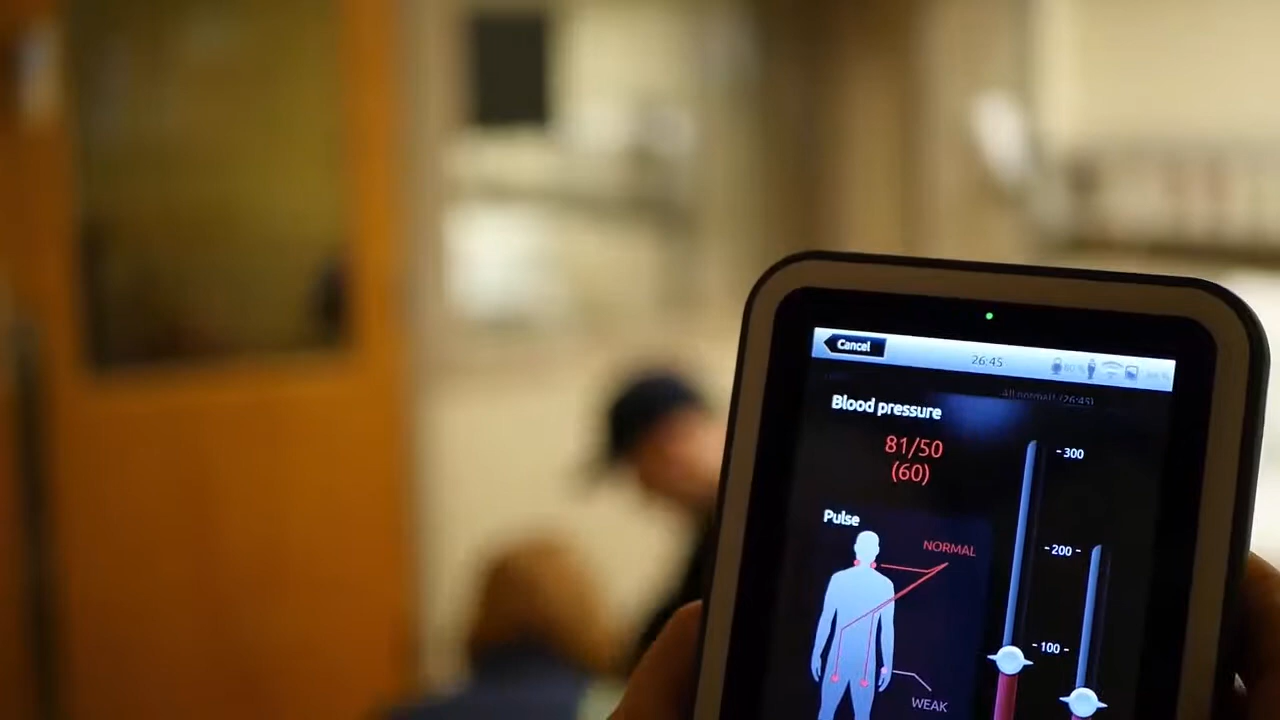 Cancel
26:45
All normal! (26:45)
Blood pressure
81/50
(60)
Pulse
NORMAL
WEAK
-300
-200 -
-100 -